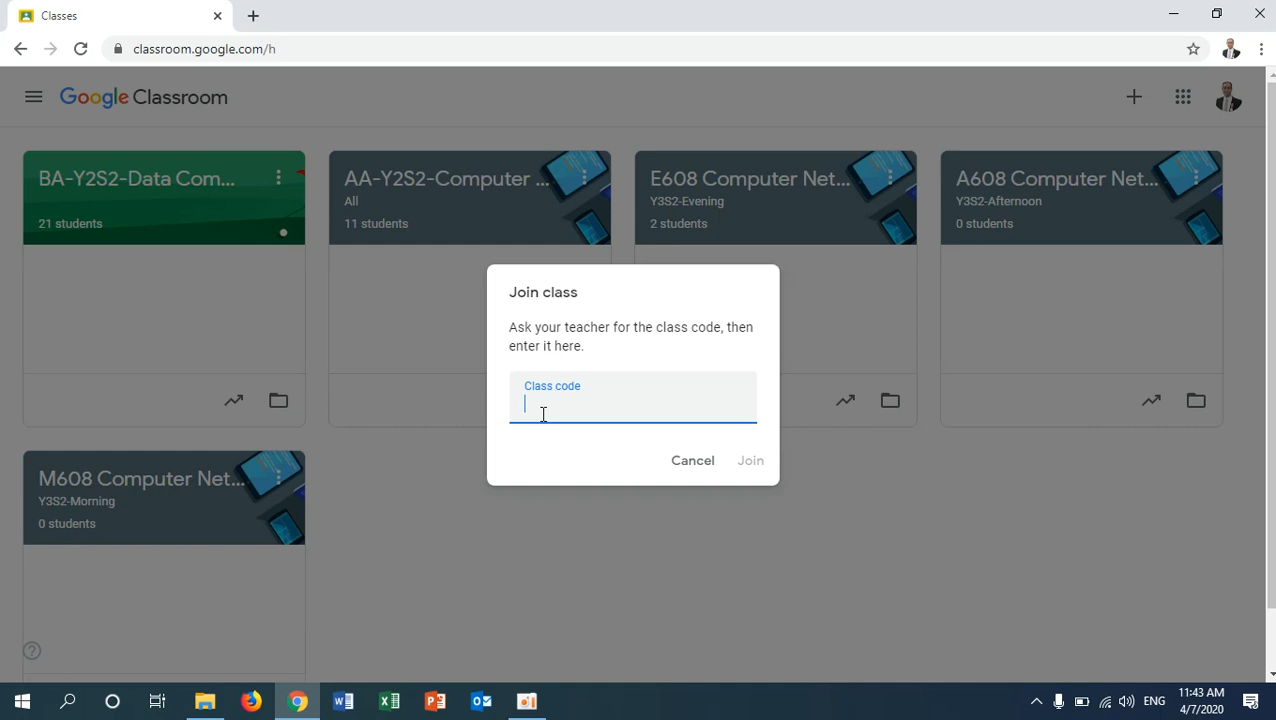 Classes
classroom.google.com/h
Google Classroom
BA-Y2S2-Data Com...
21 students
AA-Y2S2-Computer ...
All
11 students
E608 Computer Net...
Y3S2-Evening
2 students
A608 Computer Net...
Y3S2-Afternoon
0 students
Join class
Ask your teacher for the class code, then
enter it here.
Class code
Cancel
Join
M608 Computer Net...
Y3S2-Morning
0 students
ENG
11:43 AM
4/7/2020